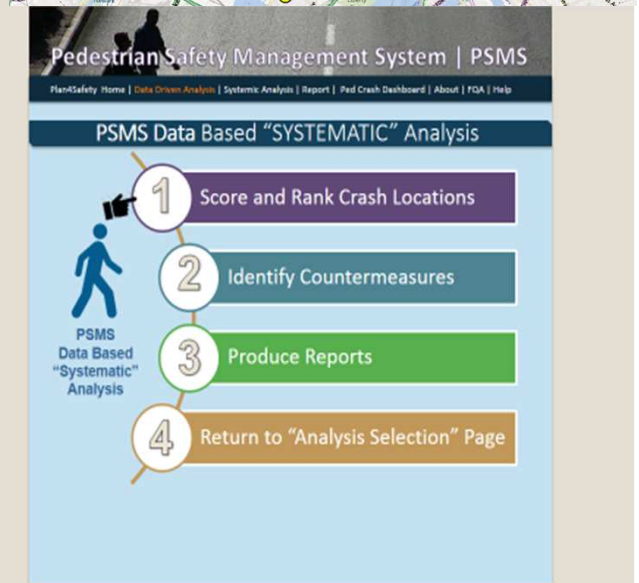 Pedestrian Safety Management System | PSMS
Plan4Safety Home | Data Driven Analysis | Systemic Analysis | Report | Ped Crash Dashboard | About | FQA | Help
PSMS Data Based “SYSTEMATIC” Analysis
1 Score and Rank Crash Locations
2 Identify Countermeasures
PSMS
Data Based
“Systematic”
Analysis
3 Produce Reports
4 Return to “Analysis Selection” Page